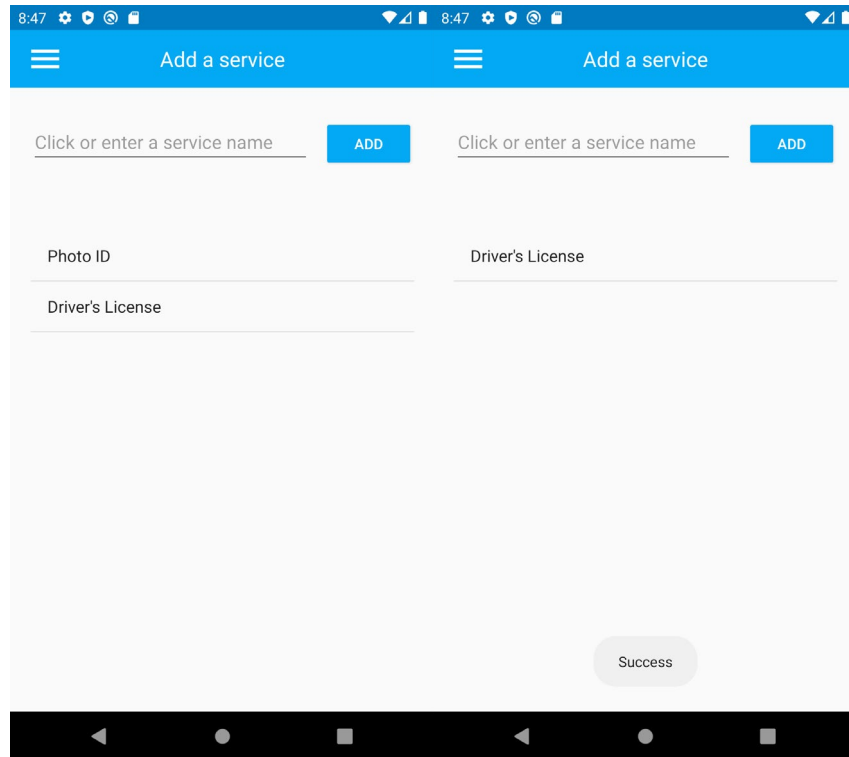 8:47
Add a service
Click or enter a service name
ADD
Photo ID
Driver's License
8:47
Add a service
Click or enter a service name
ADD
Driver's License
Success